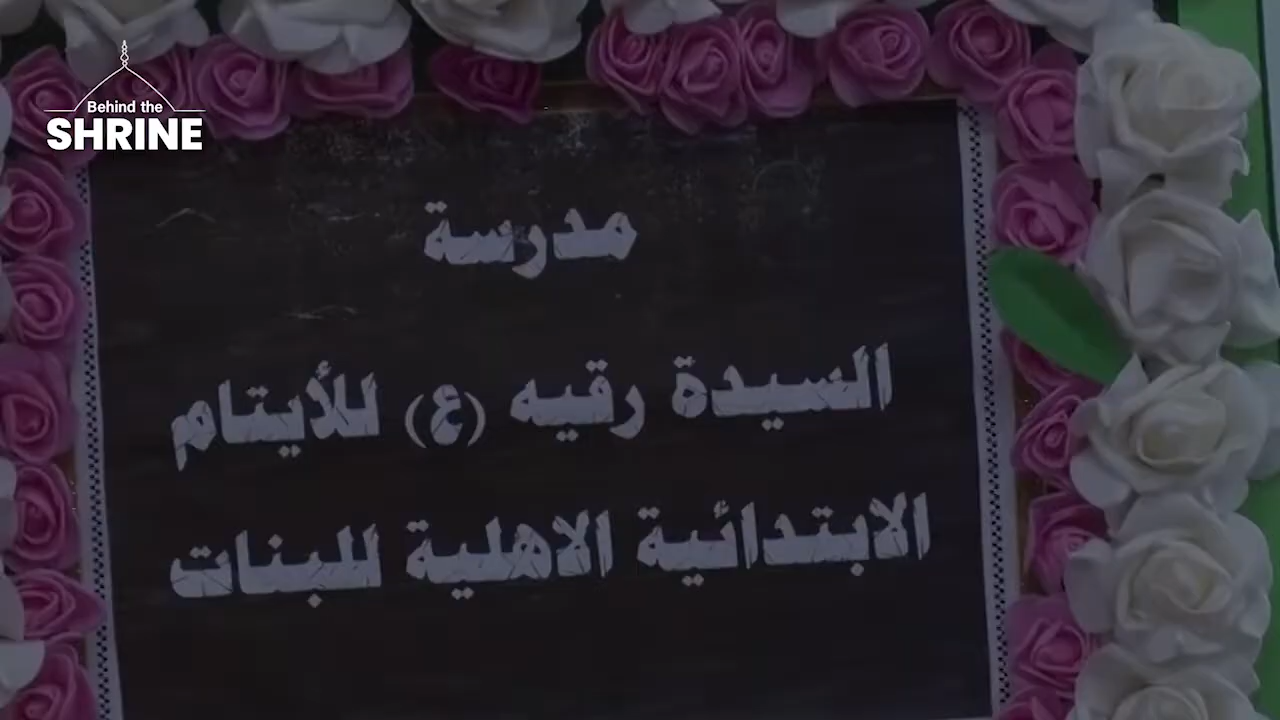 Behind the
SHRINE
مدرسة
السيدة رقيه (ع) للأيتام
الابتدائية الاهلية للبنات